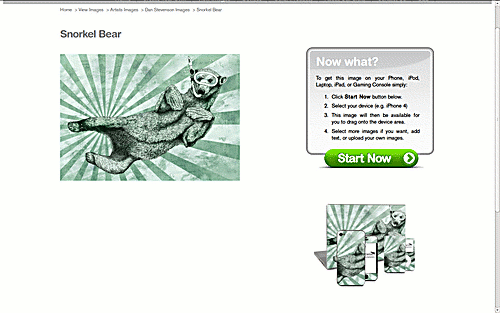 Home > View Images > Artists Images > Dan Stevenson Images > Snorkel Bear
Snorkel Bear
Now what?
To get this image on your Phone, iPod,
Laptop, iPad, or Gaming Console simply:
1. Click Start Now button below.
2. Select your device (e.g. iPhone 4)
3. This image will then be available for
you to drag onto the device area.
4. Select more images if you want, add
text, or upload your own images.
Start Now